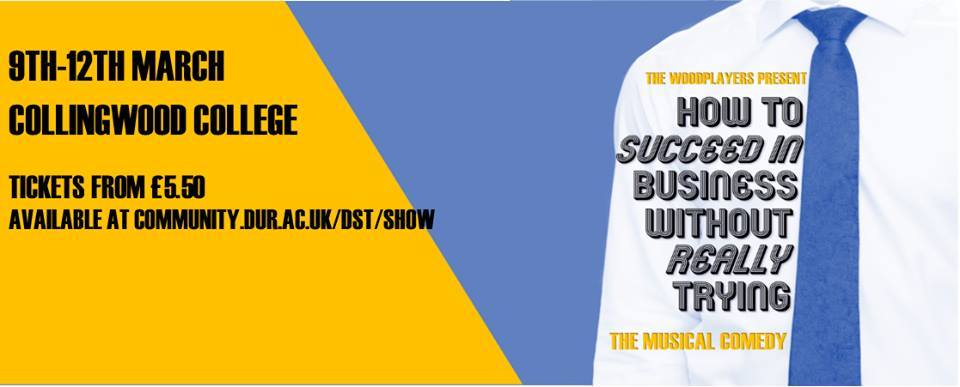 9TH-12TH MARCH
COLLINGWOOD COLLEGE
TICKETS FROM £5.50
AVAILABLE AT COMMUNITY.DUR.AC.UK/DST/SHOW
THE WOODPLAYERS PRESENT
HOW TO
SUCCEED IN
BUSINESS
WITHOUT
REALLY
TRYING
THE MUSICAL COMEDY